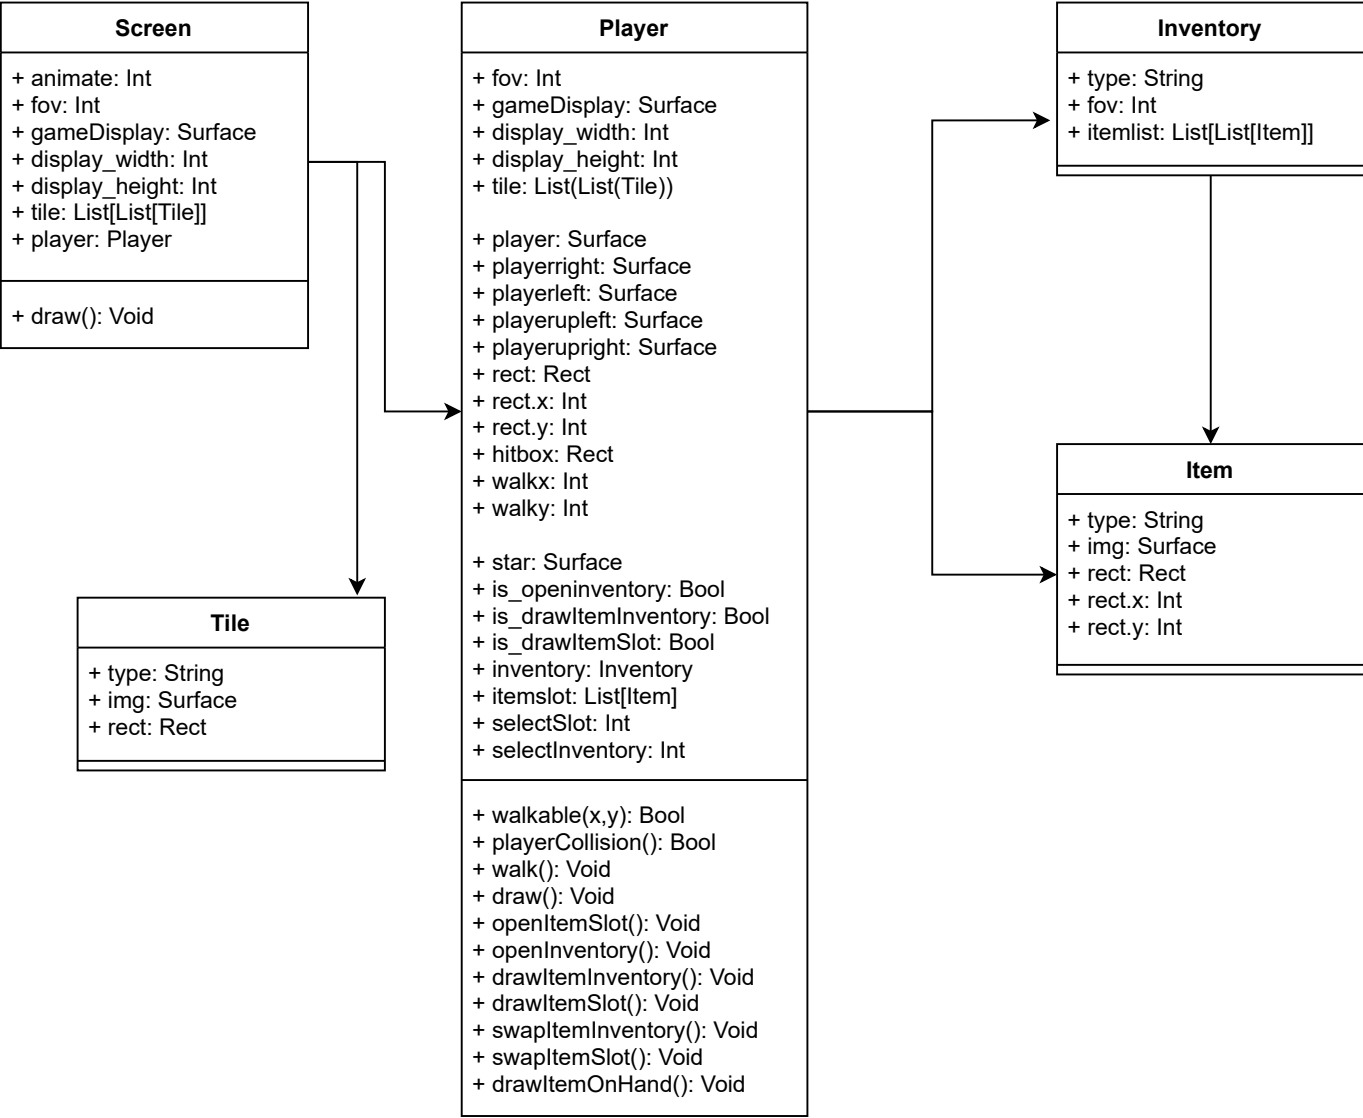 Screen
+ animate: Int
+ fov: Int
+ gameDisplay: Surface
+ display_width: Int
+ display_height: Int
+ tile: List[List[Tile]]
+ player: Player
+ draw(): Void
Tile
+ type: String
+ img: Surface
+ rect: Rect
Player
+ fov: Int
+ gameDisplay: Surface
+ display_width: Int
+ display_height: Int
+ tile: List(List(Tile))
+ player: Surface
+ playerright: Surface
+ playerleft: Surface
+ playerupleft: Surface
+ playerupright: Surface
+ rect: Rect
+ rect.x: Int
+ rect.y: Int
+ hitbox: Rect
+ walkx: Int
+ walky: Int
+ star: Surface
+ is_openinventory: Bool
+ is_drawItemInventory: Bool
+ is_drawItemSlot: Bool
+ inventory: Inventory
+ itemslot: List[Item]
+ selectSlot: Int
+ selectInventory: Int
+ walkable(x,y): Bool
+ playerCollision(): Bool
+ walk(): Void
+ draw(): Void
+ openItemSlot(): Void
+ openInventory(): Void
+ drawItemInventory(): Void
+ drawItemSlot(): Void
+ swapItemInventory(): Void
+ swapItemSlot(): Void
+ drawItemOnHand(): Void
Inventory
+ type: String
+ fov: Int
+ itemlist: List[List[Item]]
Item
+ type: String
+ img: Surface
+ rect: Rect
+ rect.x: Int
+ rect.y: Int